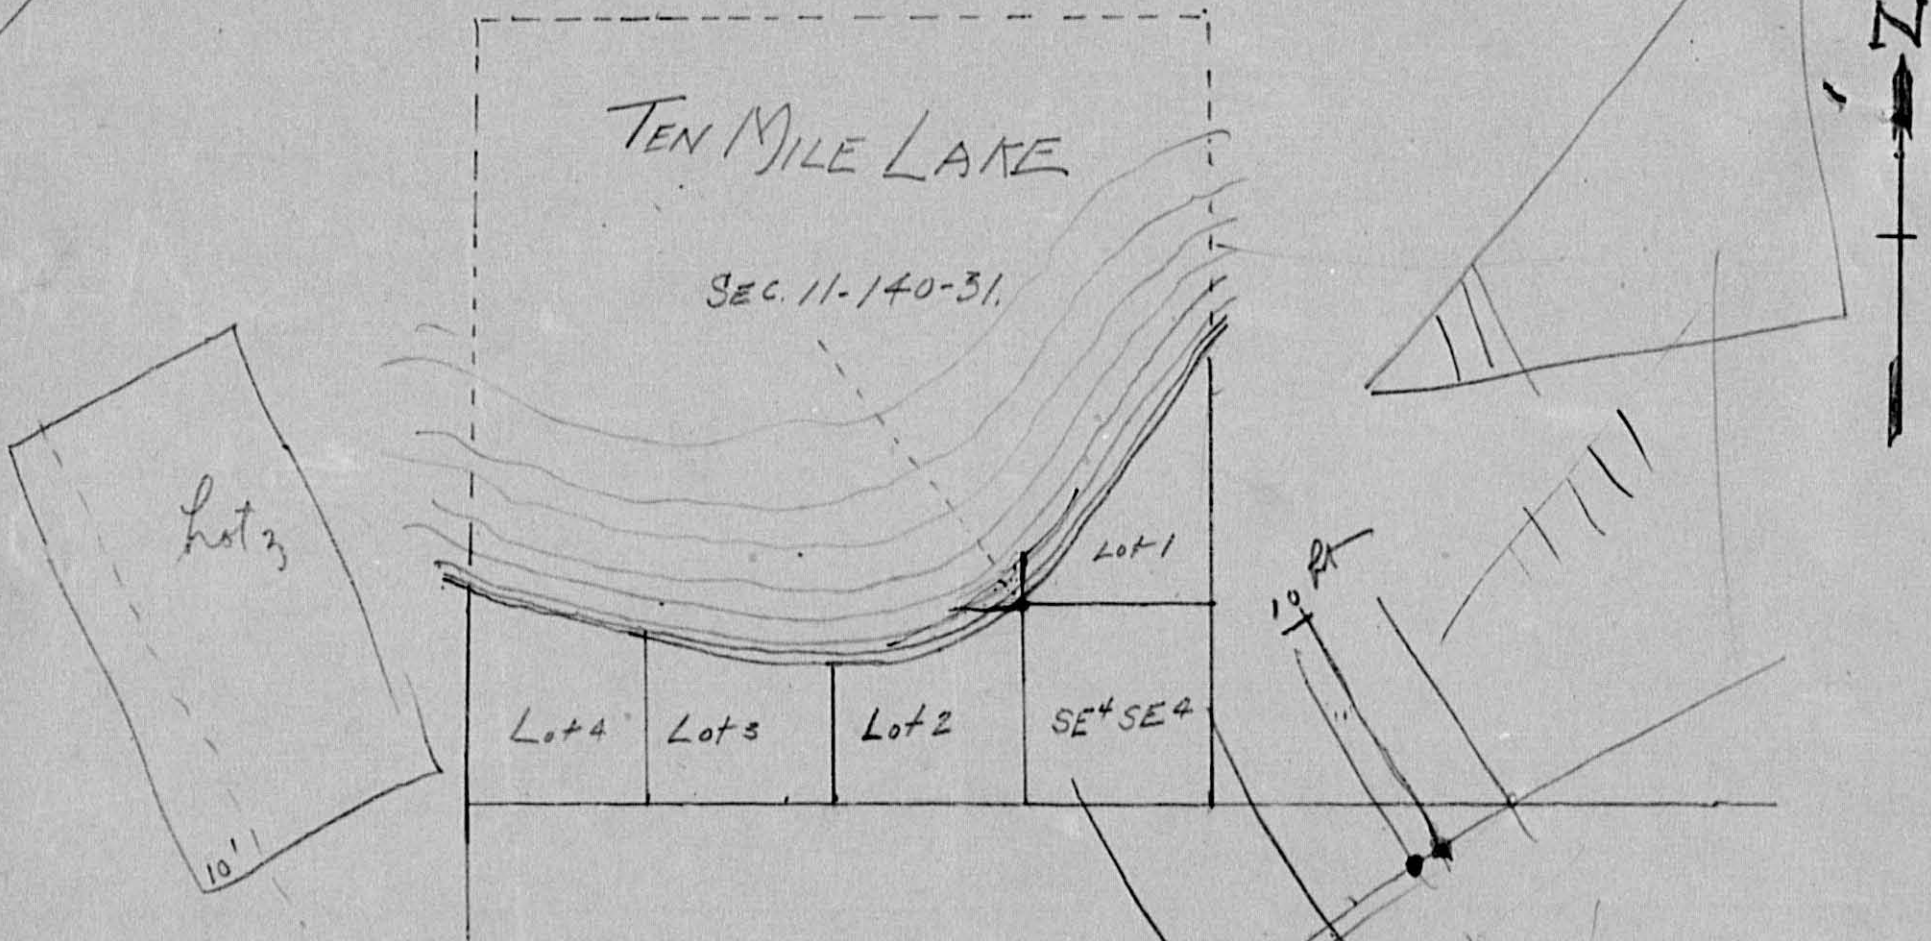 N
TEN MILE LAKE
SEC. 11-140-31.
Lot 3
Lot 1
10 ft
Lot 4 Lot 3 Lot 2 SE⁴ SE⁴
10'